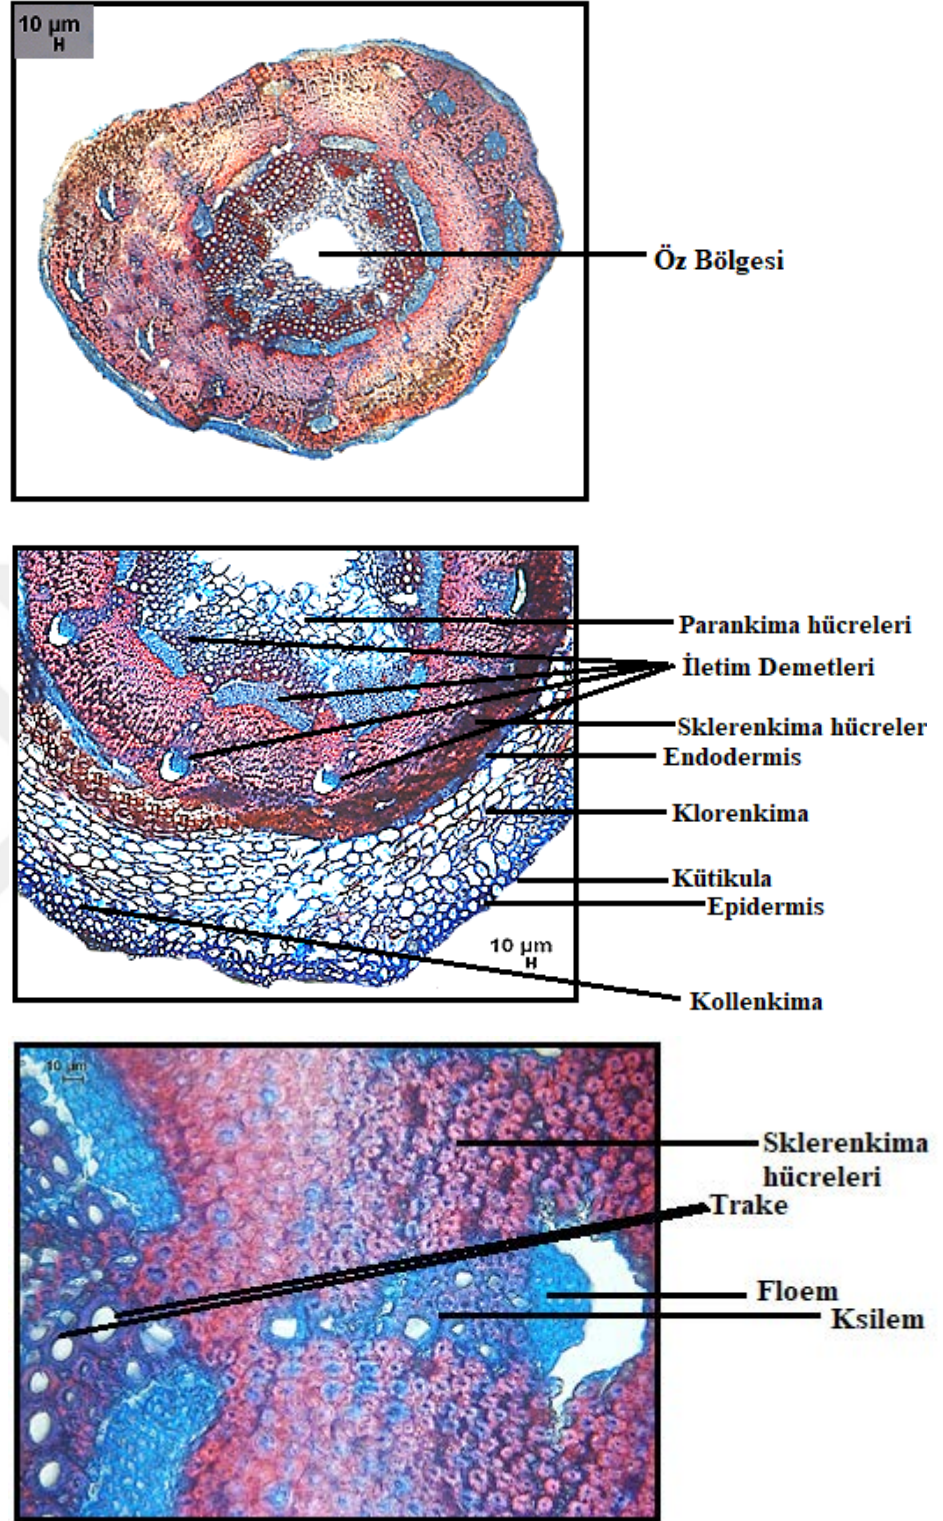 10 µm
H
Öz Bölgesi
Parankima hücreleri
İletim Demetleri
Sklerenkima hücreler
Endodermis
Klorenkima
Kütikula
Epidermis
10 µm
H
Kollenkima
10 µm
Sklerenkima
hücreleri
Trake
Floem
Ksilem